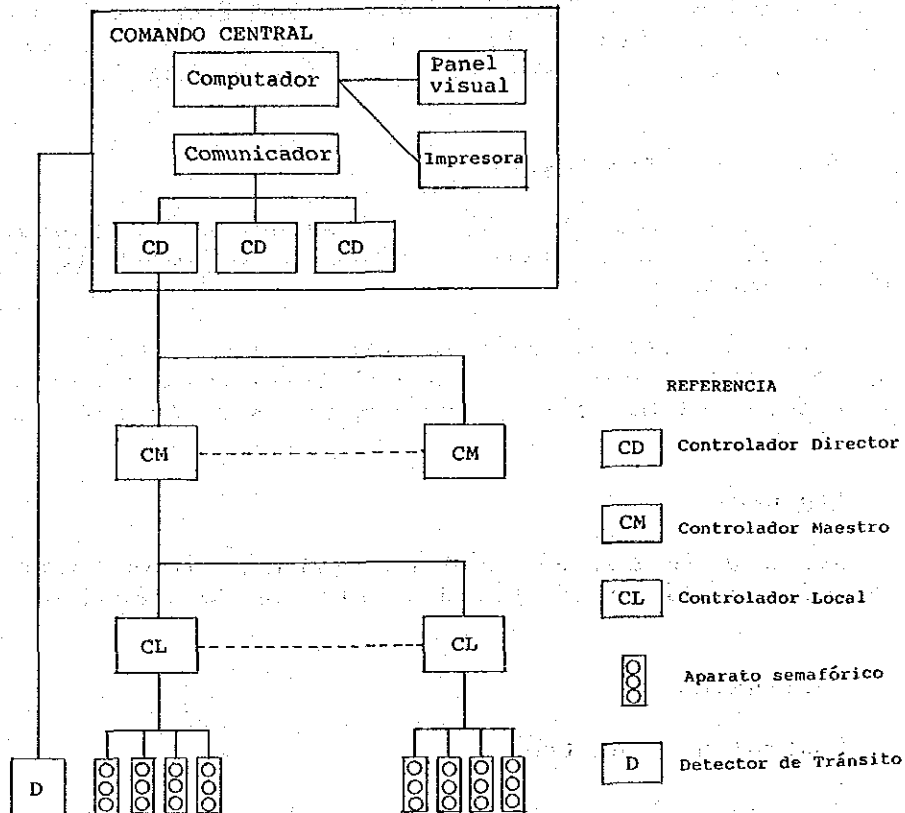 COMANDO CENTRAL
Computador
Panel
visual
Comunicador
Impresora
CD
CD
CD
CM
CM
CL
CL
D
REFERENCIA
CD Controlador Director
CM Controlador Maestro
CL Controlador Local
Aparato semafórico
D Detector de Tránsito